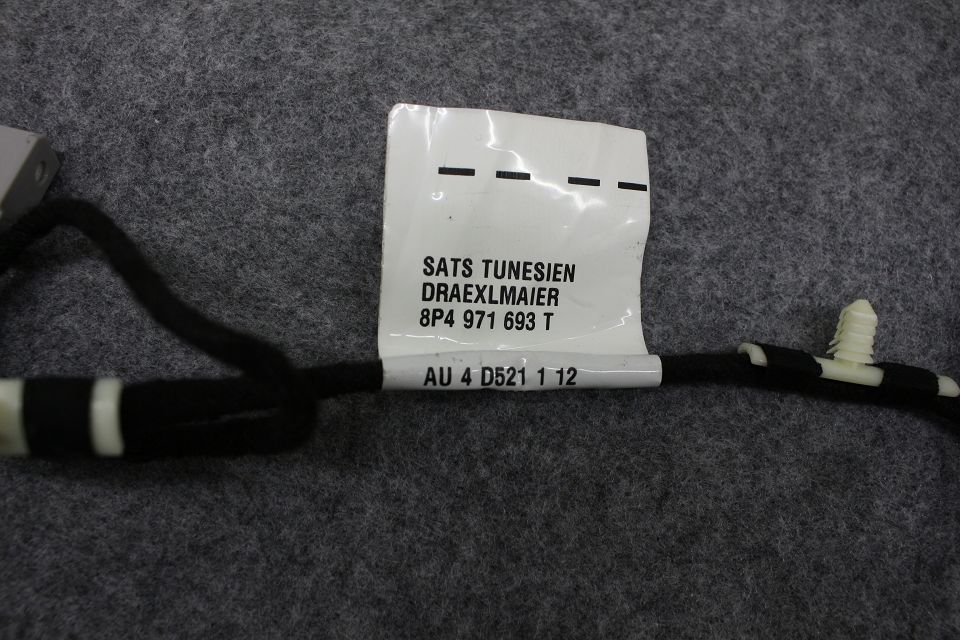 SATS TUNESIEN
DRAEXLMAIER
8P4 971 693 T
AU 4 D521 1 12